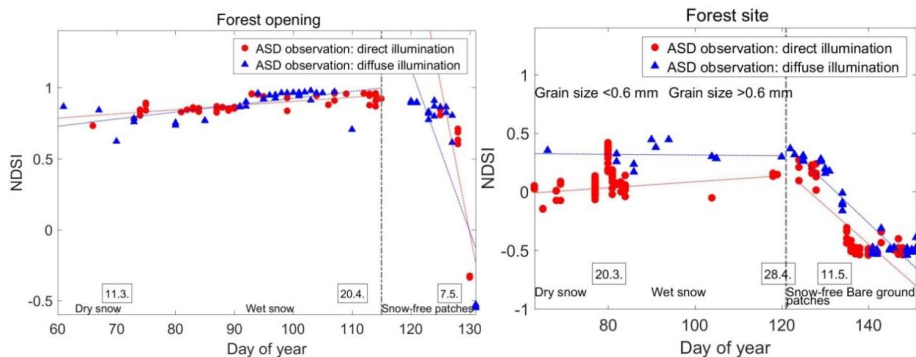 Forest opening
ASD observation: direct illumination
ASD observation: diffuse illumination
1
0.5
0
-0.5
NDSI
11.3.
20.4.
7.5.
Dry snow
Wet snow
Snow-free patches
60 70 80 90 100 110 120 130
Day of year
Forest site
ASD observation: direct illumination
ASD observation: diffuse illumination
Grain size <0.6 mm Grain size >0.6 mm
1
0.5
0
-0.5
-1
NDSI
20.3.
28.4.
11.5.
Dry snow
Wet snow
Snow-free patches
Bare ground
80 100 120 140
Day of year